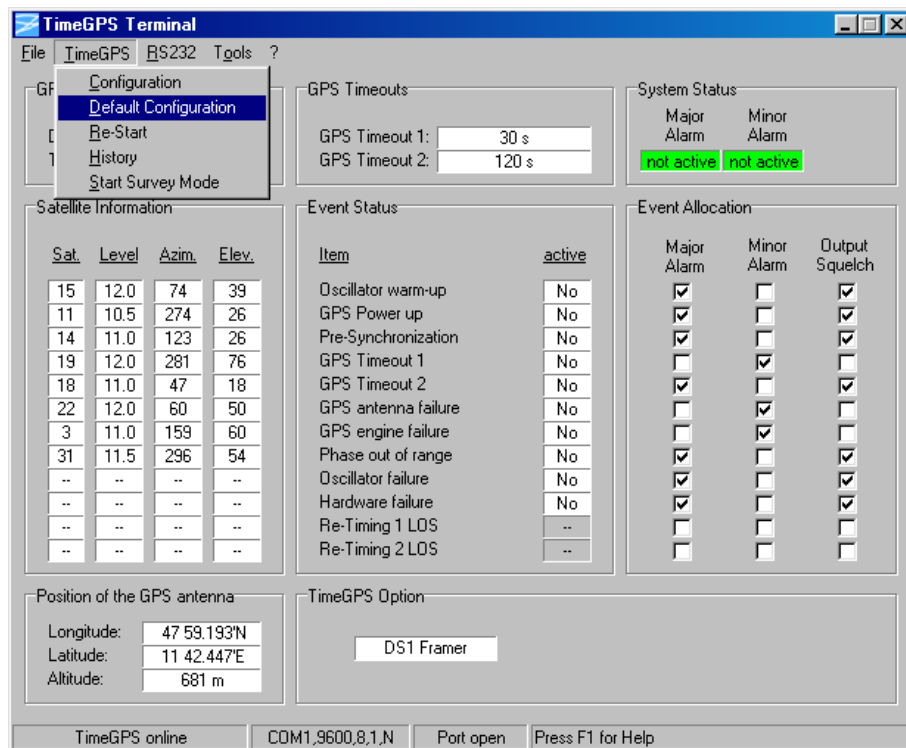 TimeGPS Terminal
File TimeGPS RS232 Tools ?
Configuration
Default Configuration
Re-Start
History
Start Survey Mode
GPS Timeouts
GPS Timeout 1: 30 s
GPS Timeout 2: 120 s
System Status
Major Alarm Minor Alarm
not active not active
Satellite Information
Sat. Level Azim. Elev.
15 12.0 74 39
11 10.5 274 26
14 11.0 123 26
19 12.0 281 76
18 11.0 47 18
22 12.0 60 50
3 11.0 159 60
31 11.5 296 54
-- -- -- --
-- -- -- --
-- -- -- --
-- -- -- --
Event Status
Item active
Oscillator warm-up No
GPS Power up No
Pre-Synchronization No
GPS Timeout 1 No
GPS Timeout 2 No
GPS antenna failure No
GPS engine failure No
Phase out of range No
Oscillator failure No
Hardware failure No
Re-Timing 1 LOS --
Re-Timing 2 LOS --
Event Allocation
Major Alarm Minor Alarm Output Squelch
Position of the GPS antenna
Longitude: 47 59.193'N
Latitude: 11 42.447'E
Altitude: 681 m
TimeGPS Option
DS1 Framer
TimeGPS online COM1,9600,8,1,N Port open Press F1 for Help